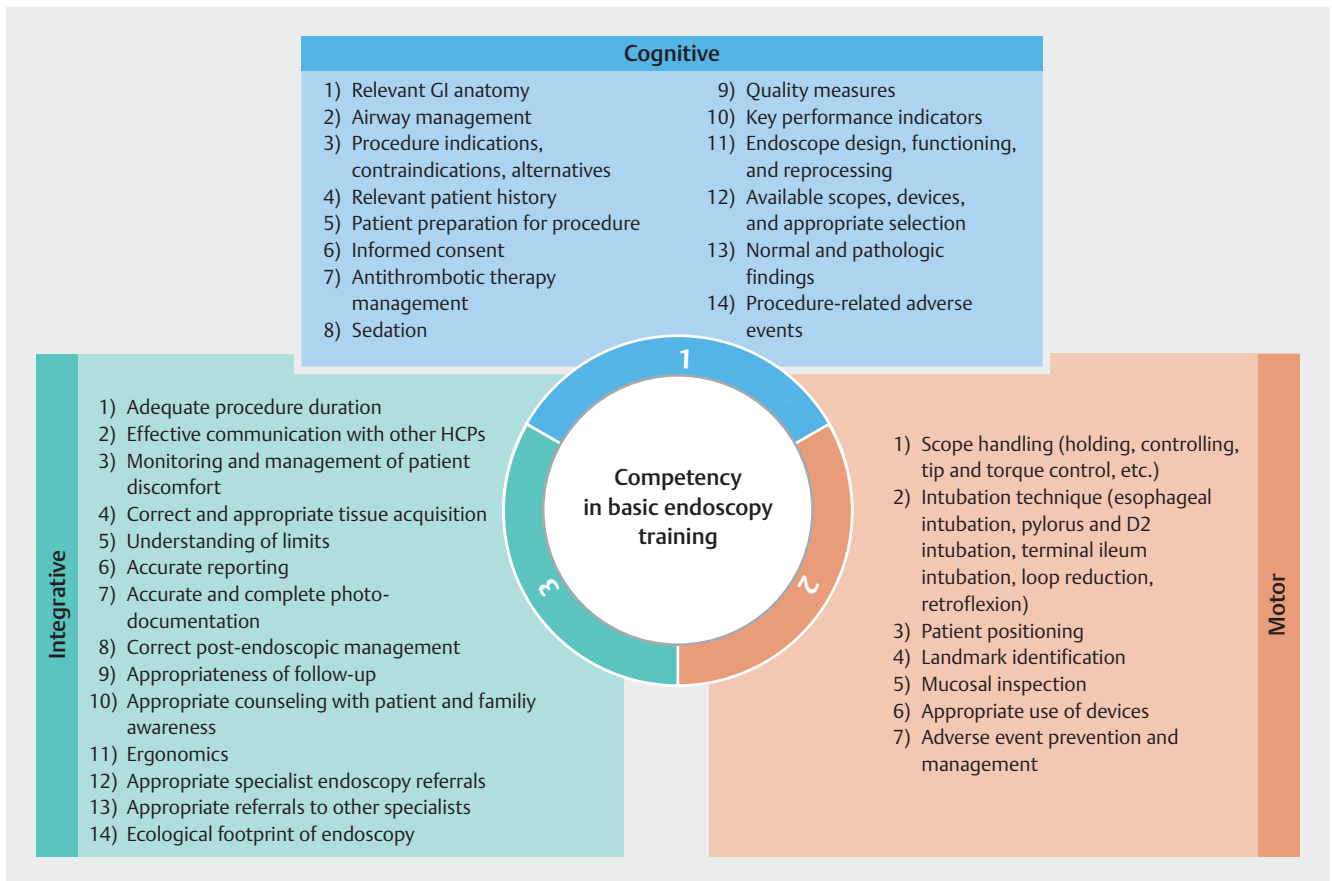 Cognitive
1) Relevant GI anatomy
2) Airway management
3) Procedure indications,
contraindications, alternatives
4) Relevant patient history
5) Patient preparation for procedure
6) Informed consent
7) Antithrombotic therapy
management
8) Sedation
9) Quality measures
10) Key performance indicators
11) Endoscope design, functioning,
and reprocessing
12) Available scopes, devices,
and appropriate selection
13) Normal and pathologic
findings
14) Procedure-related adverse
events
1
2
3
Competency
in basic endoscopy
training
Integrative
1) Adequate procedure duration
2) Effective communication with other HCPs
3) Monitoring and management of patient
discomfort
4) Correct and appropriate tissue acquisition
5) Understanding of limits
6) Accurate reporting
7) Accurate and complete photo-
documentation
8) Correct post-endoscopic management
9) Appropriateness of follow-up
10) Appropriate counseling with patient and familiy
awareness
11) Ergonomics
12) Appropriate specialist endoscopy referrals
13) Appropriate referrals to other specialists
14) Ecological footprint of endoscopy
1) Scope handling (holding, controlling,
tip and torque control, etc.)
2) Intubation technique (esophageal
intubation, pylorus and D2
intubation, terminal ileum
intubation, loop reduction,
retroflexion)
3) Patient positioning
4) Landmark identification
5) Mucosal inspection
6) Appropriate use of devices
7) Adverse event prevention and
management
Motor